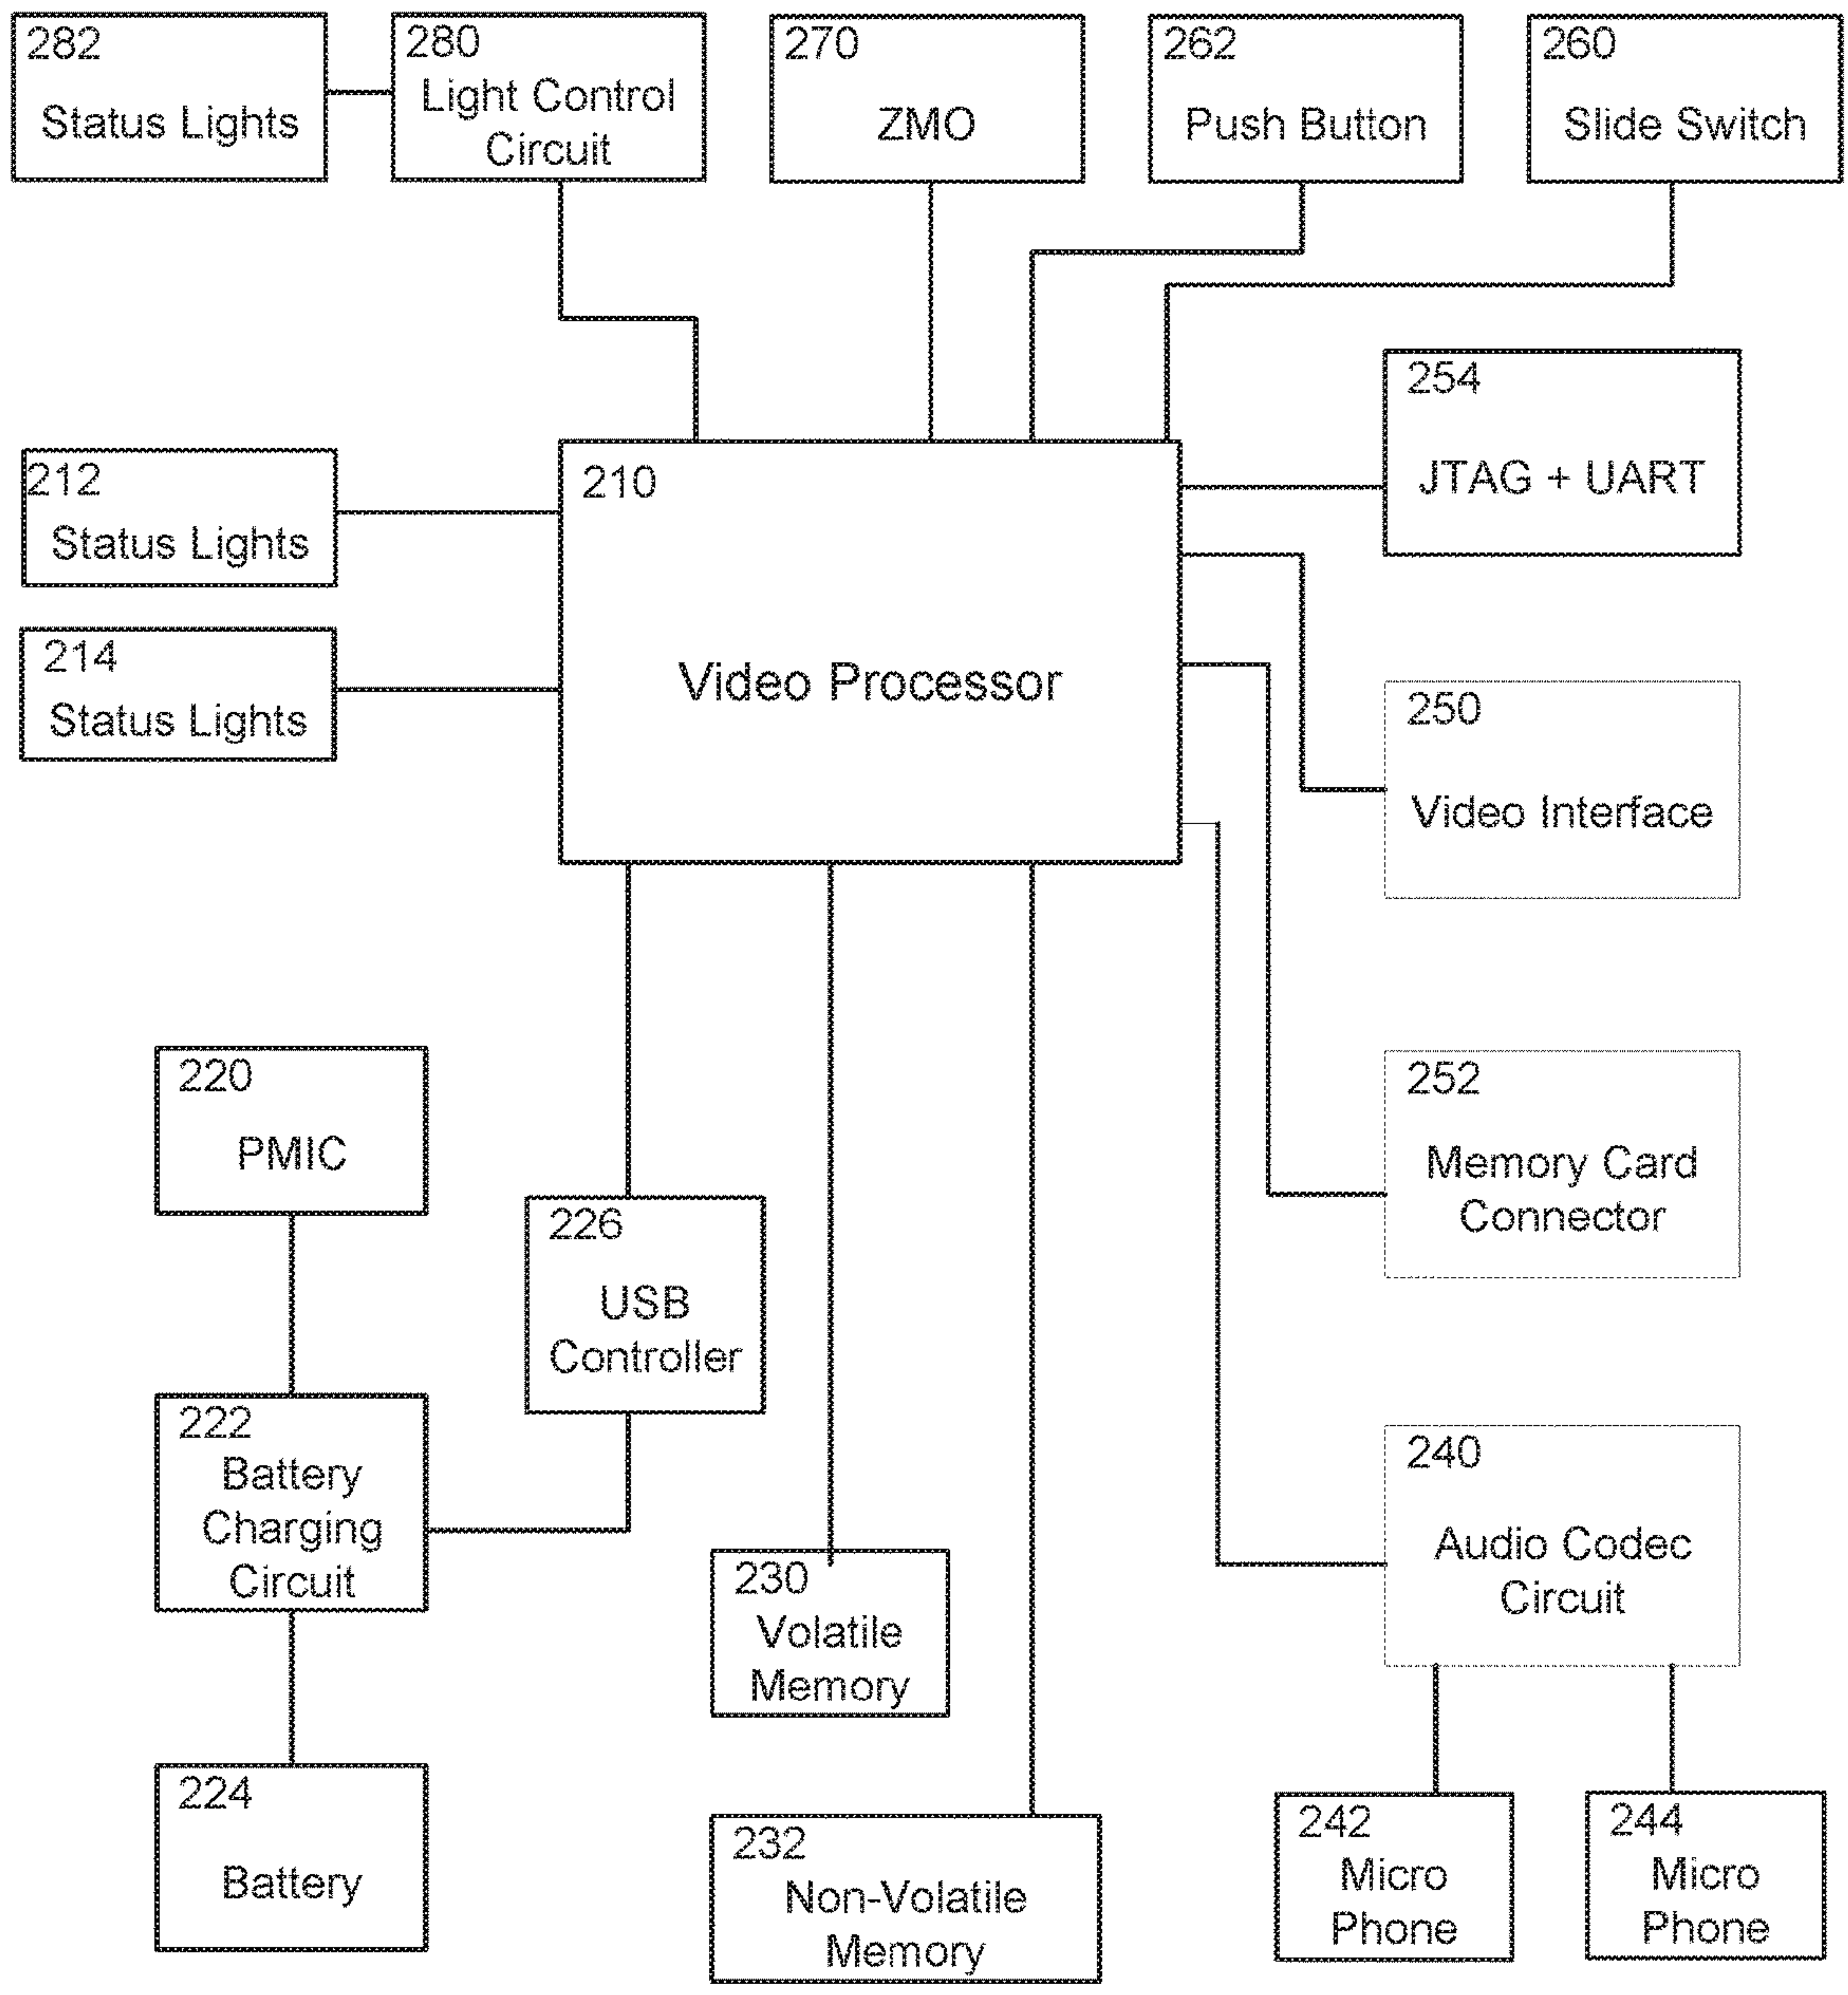 282
Status Lights
280
Light Control
Circuit
270
ZMO
262
Push Button
260
Slide Switch
254
JTAG + UART
212
Status Lights
210
Video Processor
214
Status Lights
250
Video Interface
220
PMIC
252
Memory Card
Connector
226
USB
Controller
222
Battery
Charging
Circuit
240
Audio Codec
Circuit
230
Volatile
Memory
224
Battery
232
Non-Volatile
Memory
242
Micro
Phone
244
Micro
Phone